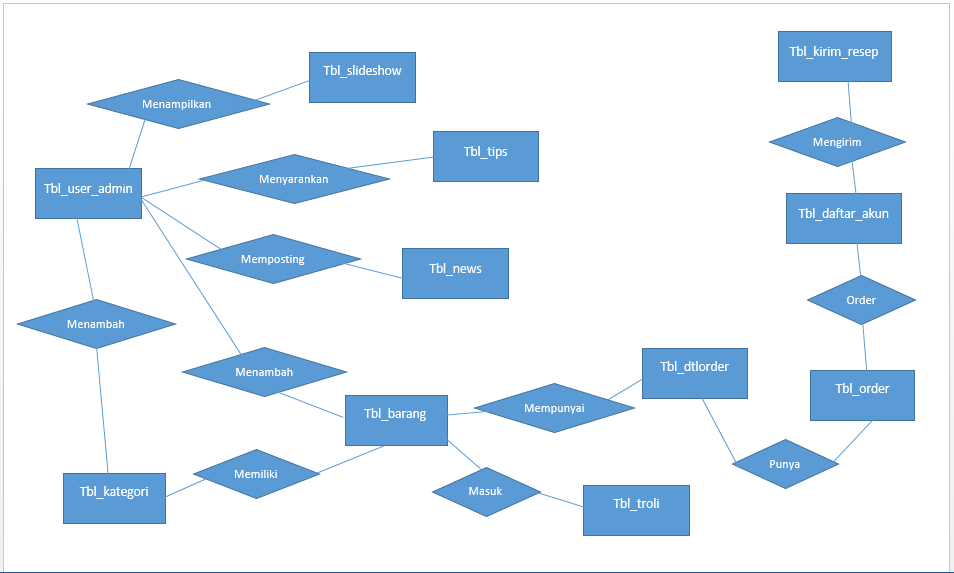 Tbl_slideshow
Tbl_kirim_resep
Menampilkan
Mengirim
Tbl_tips
Menyarankan
Tbl_user_admin
Tbl_daftar_akun
Memposting
Tbl_news
Order
Menambah
Menambah
Tbl_dtlorder
Tbl_order
Tbl_barang
Mempunyai
Punya
Memiliki
Tbl_kategori
Masuk
Tbl_troli